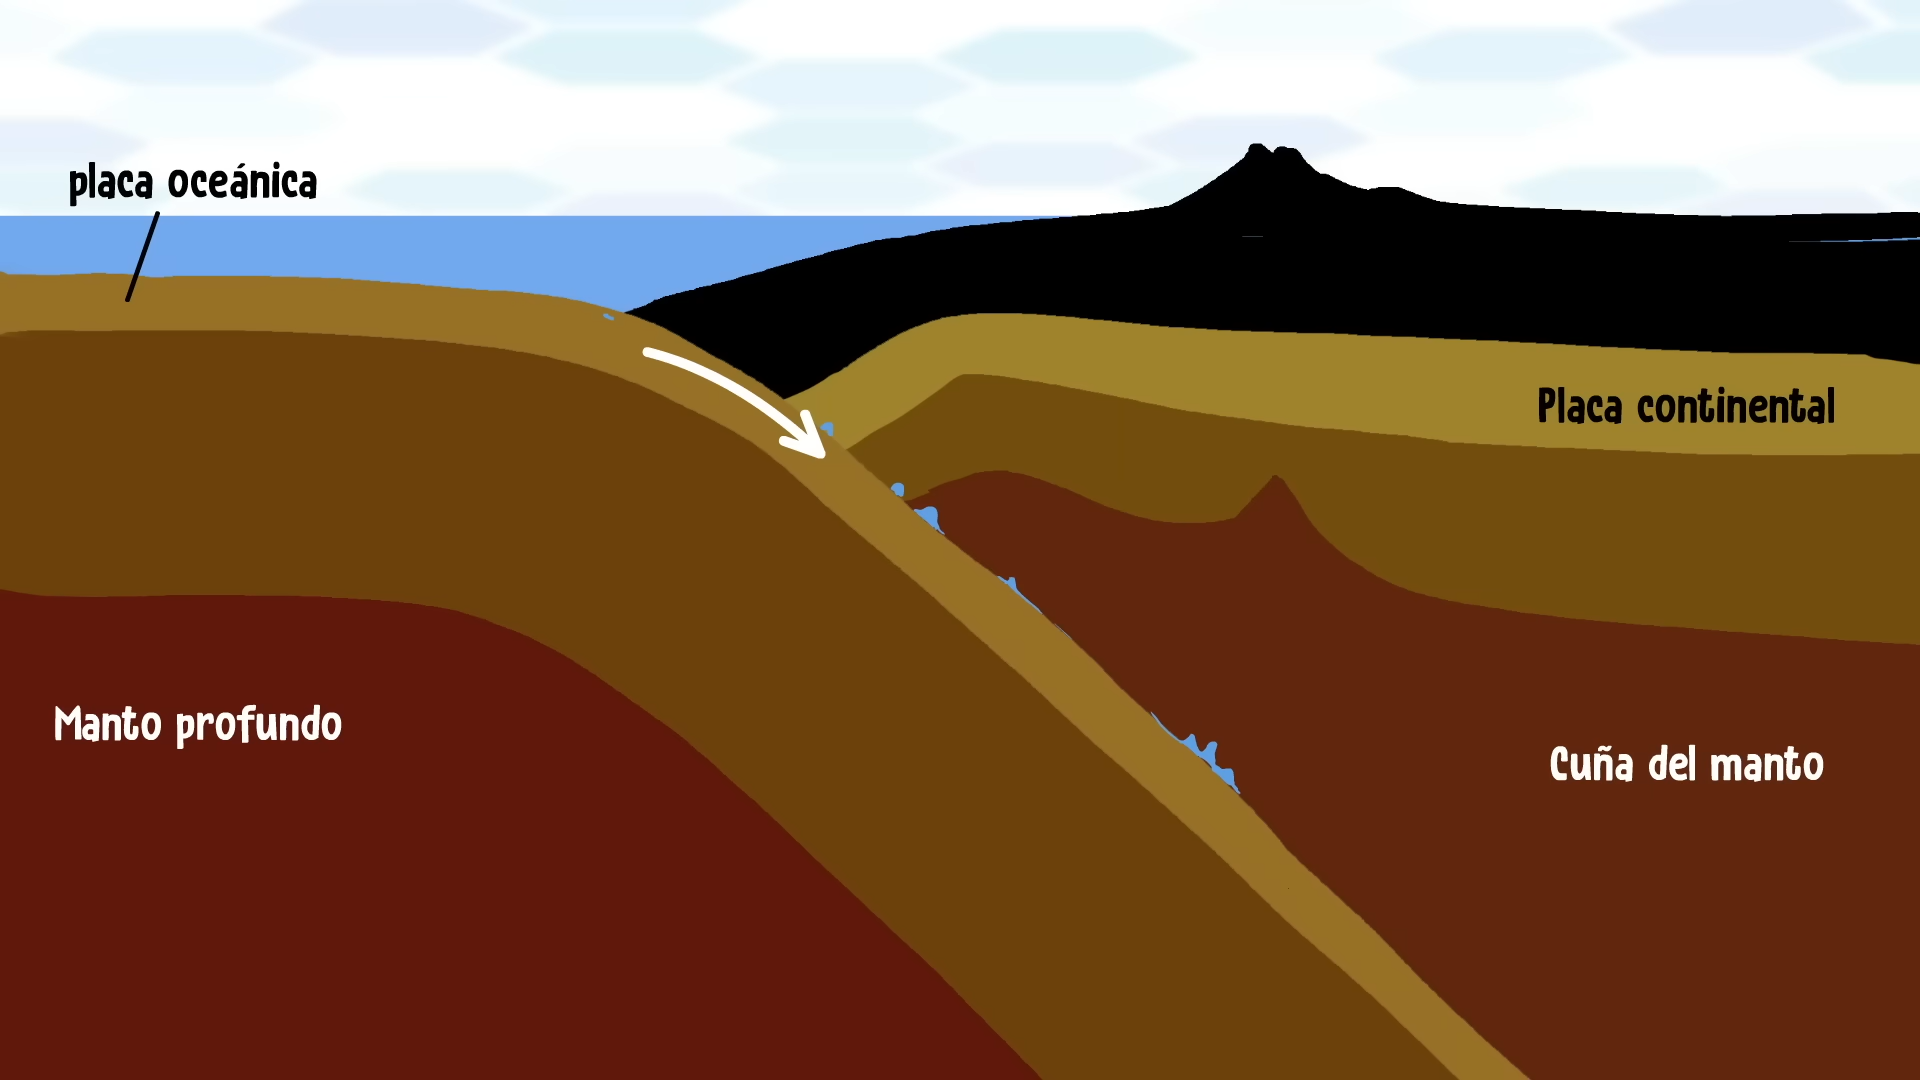 placa oceánica
Placa continental
Manto profundo
Cuña del manto